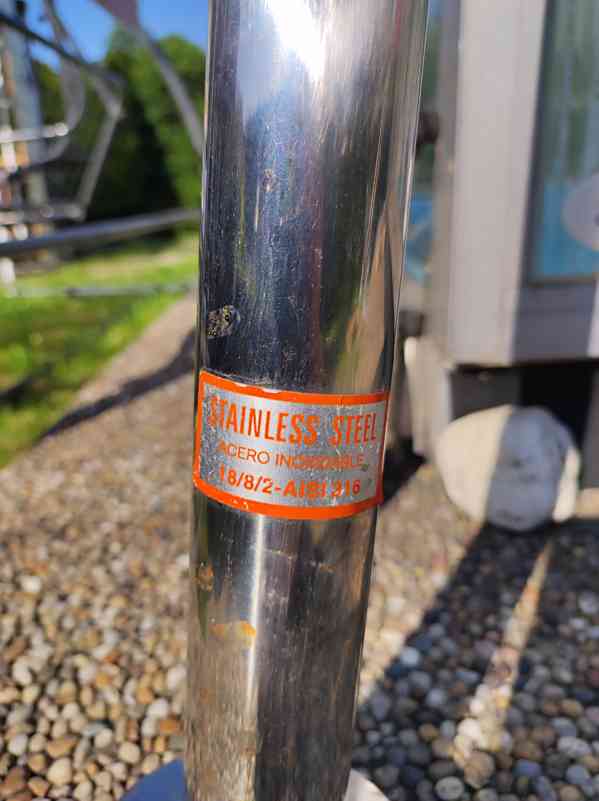 STAINLESS STEEL
ACERO INOXIDABLE
18/8/2-AISI 316